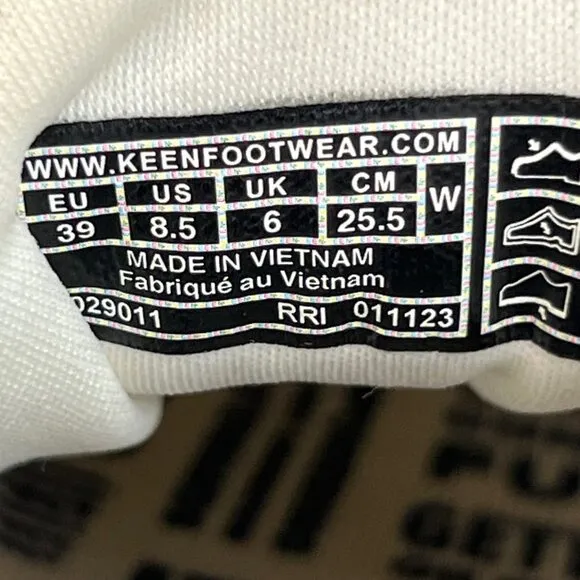 WWW.KEENFOOTWEAR.COM
EU US UK CM W
39 8.5 6 25.5
MADE IN VIETNAM
Fabriqué au Vietnam
029011 RRI 011123